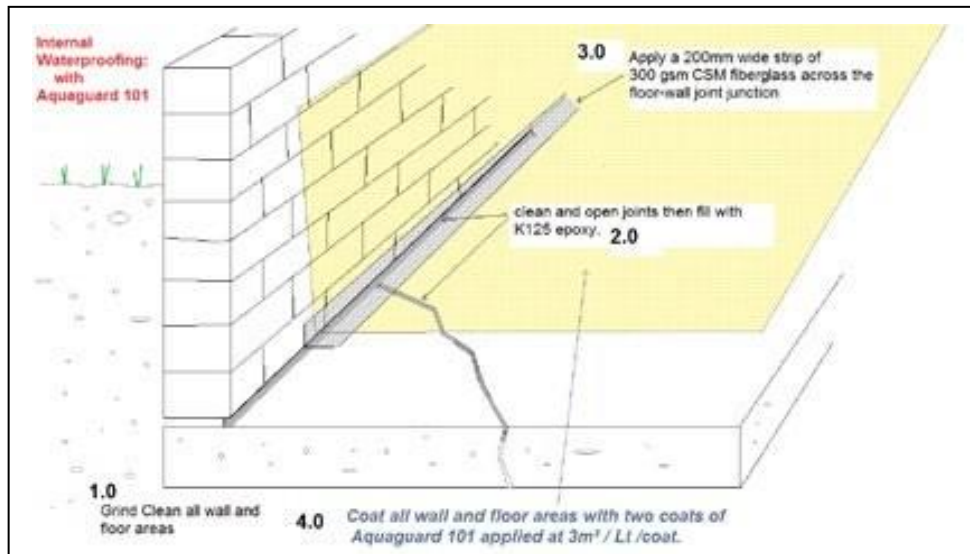 Internal
Waterproofing:
with
Aquaguard 101
3.0 Apply a 200mm wide strip of
300 gsm CSM fiberglass across the
floor-wall joint junction
clean and open joints then fill with
K125 epoxy. 2.0
1.0
Grind Clean all wall and
floor areas
4.0 Coat all wall and floor areas with two coats of
Aquaguard 101 applied at 3m² / Lt /coat.